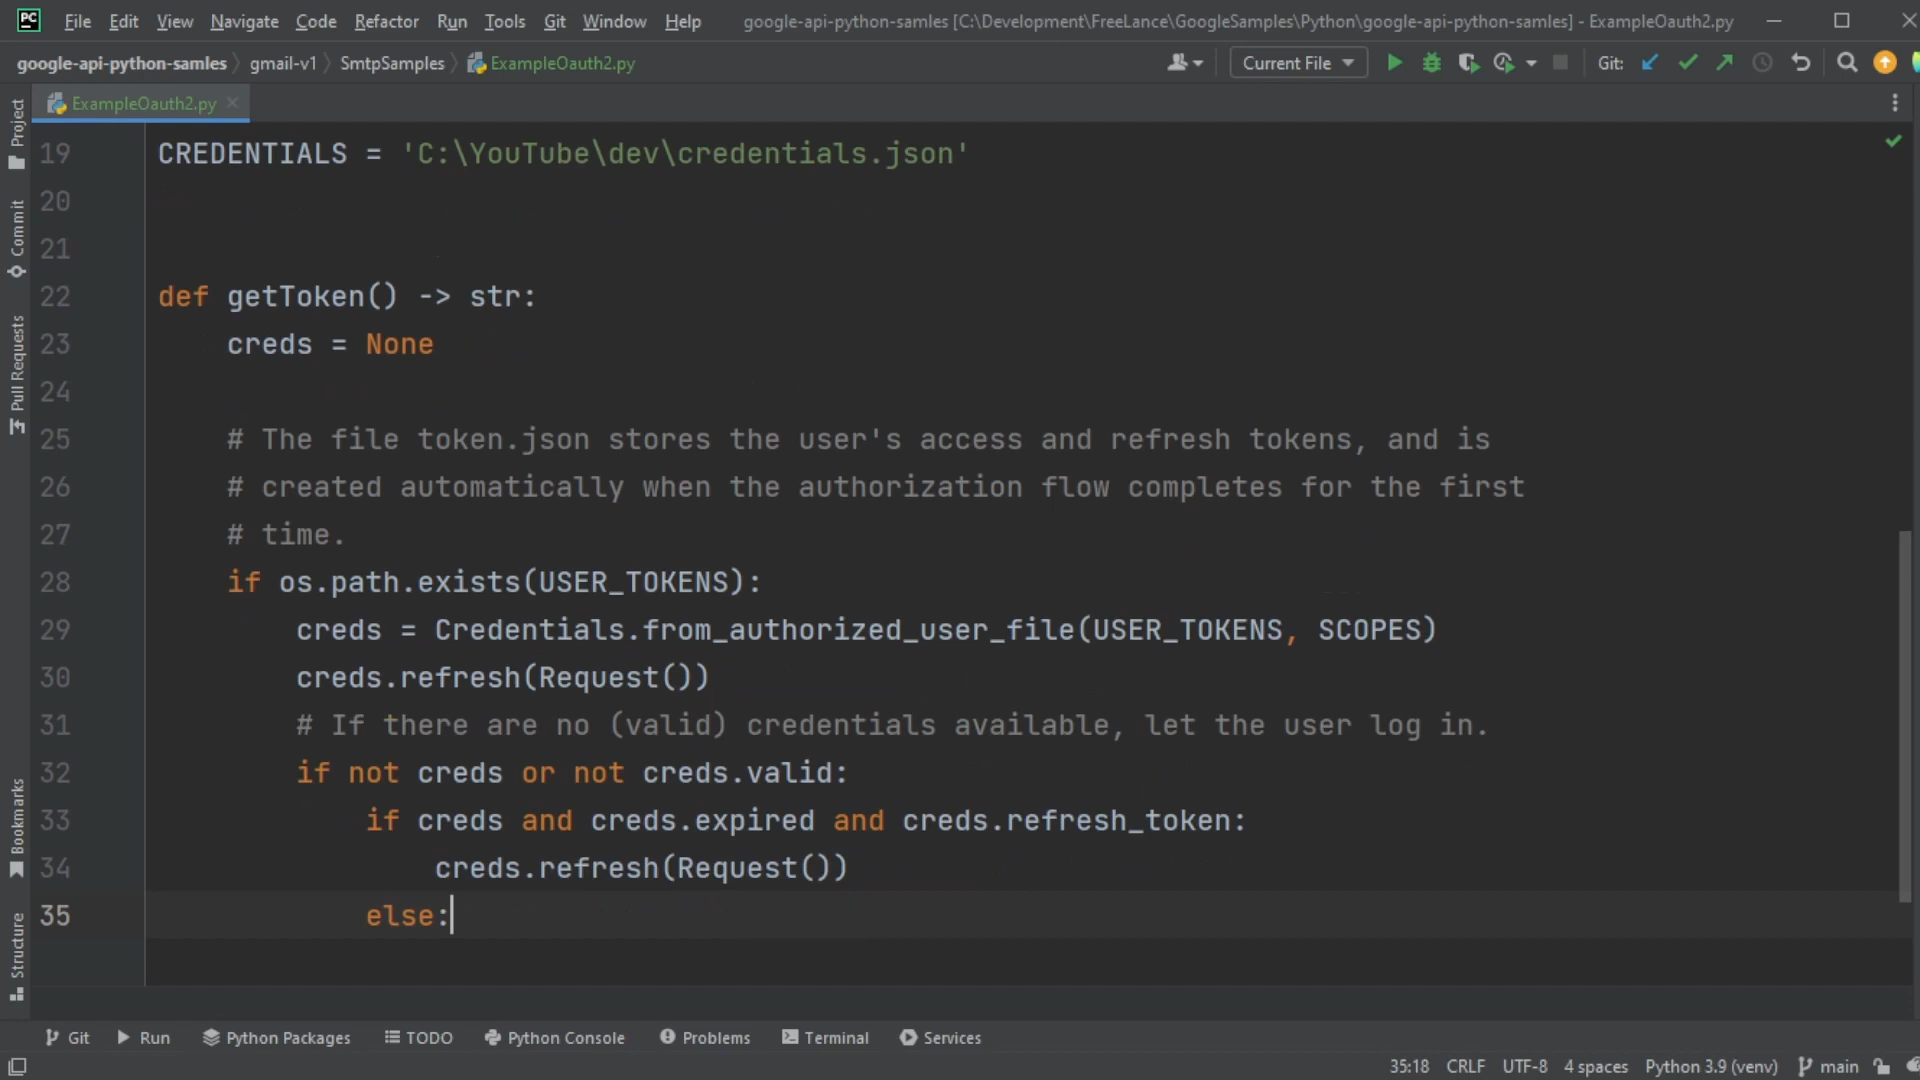 PC File Edit View Navigate Code Refactor Run Tools Git Window Help google-api-python-samles [C:\Development\FreeLance\GoogleSamples\Python\google-api-python-samles] - ExampleOauth2.py
google-api-python-samles gmail-v1 SmtpSamples ExampleOauth2.py Current File Git:
ExampleOauth2.py
Project
Commit
Pull Requests
Bookmarks
Structure
19 CREDENTIALS = 'C:\YouTube\dev\credentials.json'
20
21
22 def getToken() -> str:
23 creds = None
24
25 # The file token.json stores the user's access and refresh tokens, and is
26 # created automatically when the authorization flow completes for the first
27 # time.
28 if os.path.exists(USER_TOKENS):
29 creds = Credentials.from_authorized_user_file(USER_TOKENS, SCOPES)
30 creds.refresh(Request())
31 # If there are no (valid) credentials available, let the user log in.
32 if not creds or not creds.valid:
33 if creds and creds.expired and creds.refresh_token:
34 creds.refresh(Request())
35 else:
Git Run Python Packages TODO Python Console Problems Terminal Services
35:18 CRLF UTF-8 4 spaces Python 3.9 (venv) main